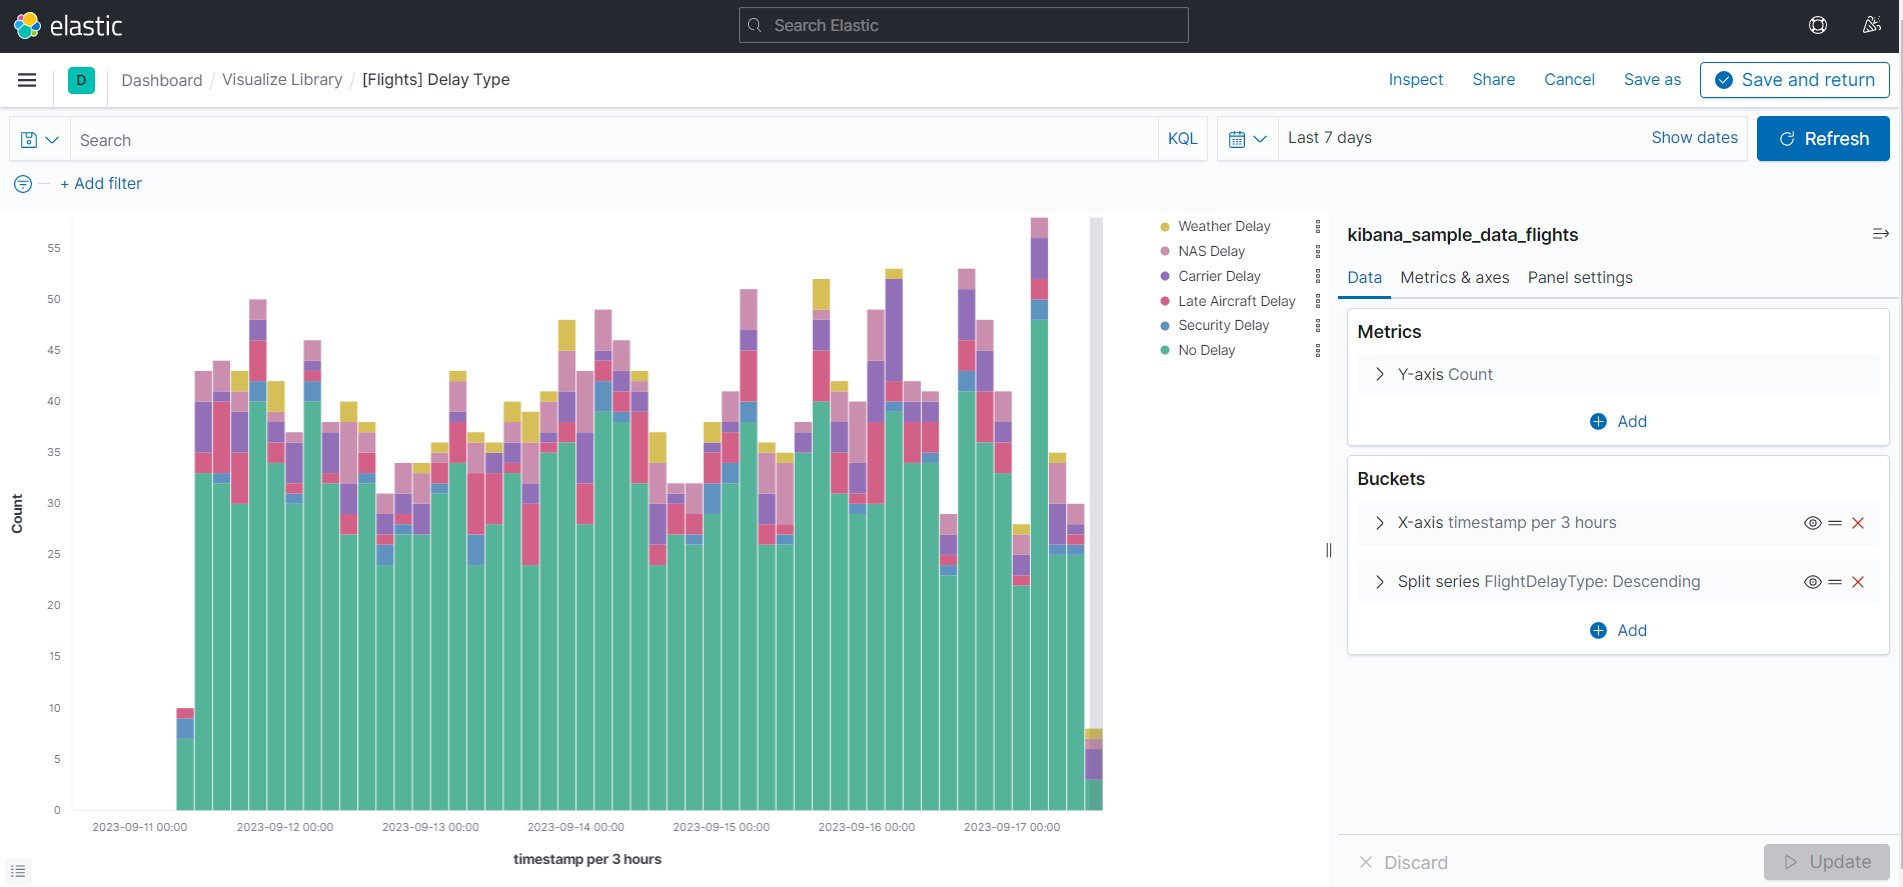 elastic
Search Elastic
D
Dashboard / Visualize Library / [Flights] Delay Type
Inspect
Share
Cancel
Save as
Save and return
Search
KQL
Last 7 days
Show dates
Refresh
+ Add filter
Count
55
50
45
40
35
30
25
20
15
10
5
0
2023-09-11 00:00
2023-09-12 00:00
2023-09-13 00:00
2023-09-14 00:00
2023-09-15 00:00
2023-09-16 00:00
2023-09-17 00:00
timestamp per 3 hours
Weather Delay
NAS Delay
Carrier Delay
Late Aircraft Delay
Security Delay
No Delay
kibana_sample_data_flights
Data
Metrics & axes
Panel settings
Metrics
Y-axis Count
Add
Buckets
X-axis timestamp per 3 hours
Split series FlightDelayType: Descending
Add
Discard
Update